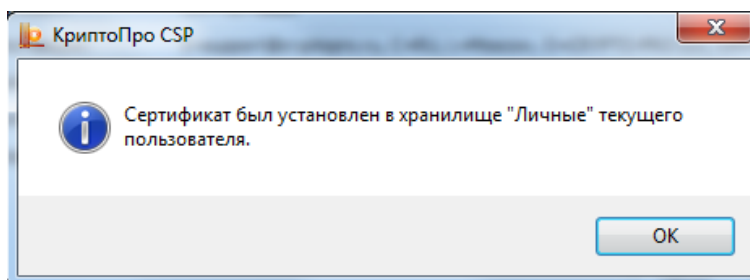 КриптоПро CSP
Сертификат был установлен в хранилище "Личные" текущего
пользователя.
OK